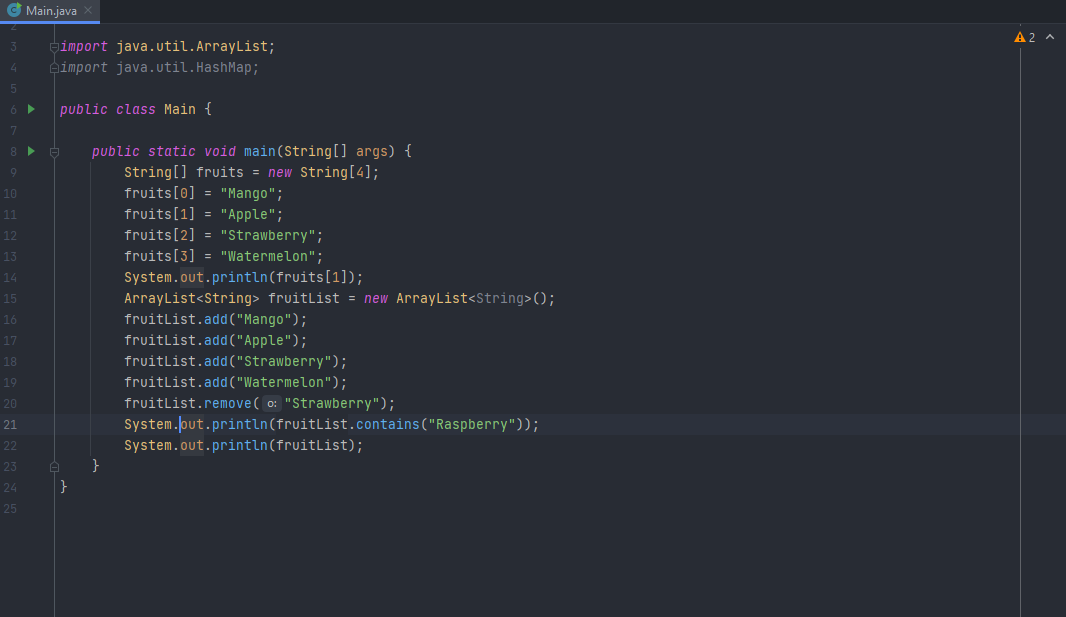 Main.java
2
2
3 import java.util.ArrayList;
4 import java.util.HashMap;
5
6 public class Main {
7
8 public static void main(String[] args) {
9 String[] fruits = new String[4];
10 fruits[0] = "Mango";
11 fruits[1] = "Apple";
12 fruits[2] = "Strawberry";
13 fruits[3] = "Watermelon";
14 System.out.println(fruits[1]);
15 ArrayList<String> fruitList = new ArrayList<String>();
16 fruitList.add("Mango");
17 fruitList.add("Apple");
18 fruitList.add("Strawberry");
19 fruitList.add("Watermelon");
20 fruitList.remove( o: "Strawberry");
21 System.out.println(fruitList.contains("Raspberry"));
22 System.out.println(fruitList);
23 }
24 }
25